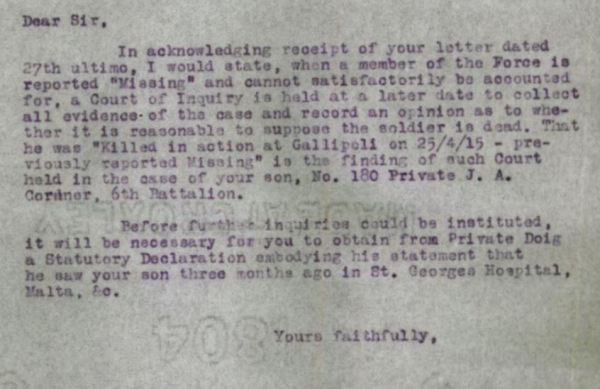 Dear Sir,
In acknowledging receipt of your letter dated
27th ultimo, I would state, when a member of the Force is
reported "Missing" and cannot satisfactorily be accounted
for, a Court of Inquiry is held at a later date to collect
all evidence of the case and record an opinion as to whe-
ther it is reasonable to suppose the soldier is dead. That
he was "Killed in action at Gallipoli on 25/4/15 - pre-
viously reported Missing" is the finding of such Court
held in the case of your son, No. 180 Private J. A.
Cordner, 6th Battalion.
Before further inquiries could be instituted,
it will be necessary for you to obtain from Private Doig
a Statutory Declaration embodying his statement that
he saw your son three months ago in St. Georges Hospital,
Malta, &c.
Yours faithfully,